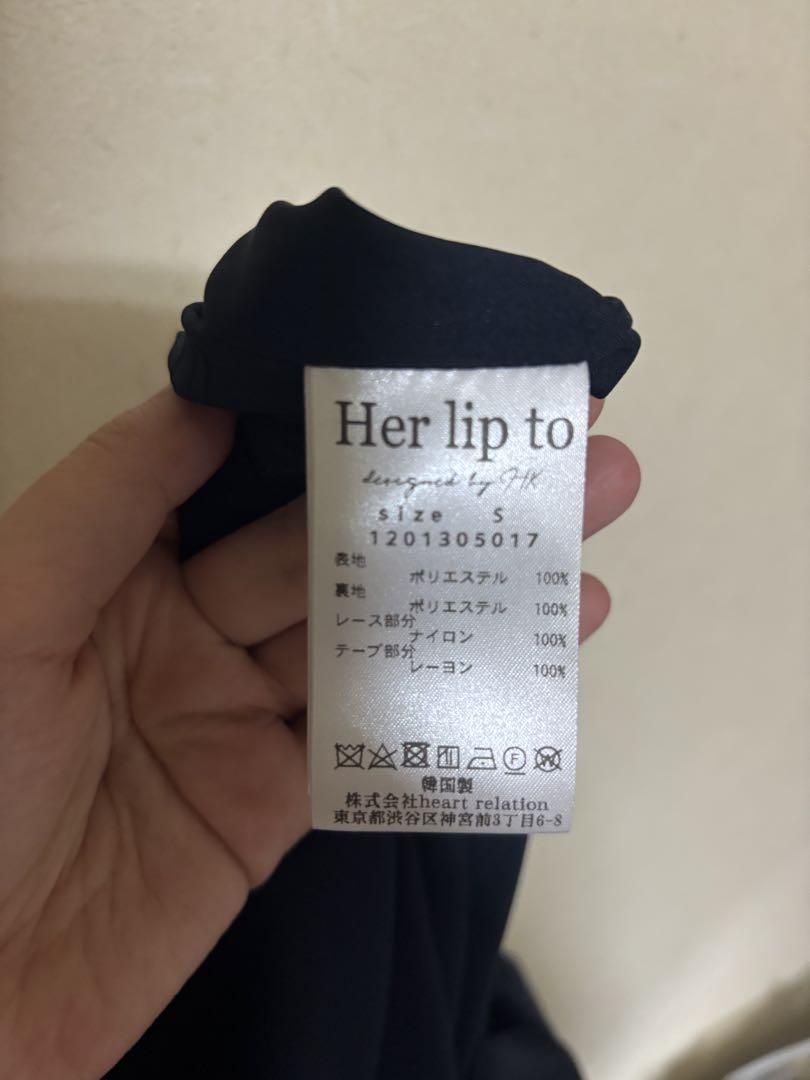 Her lip to
designed by HK
size S
1201305017
表地
ポリエステル 100%
裏地
ポリエステル 100%
レース部分
ナイロン 100%
テープ部分
レーヨン 100%
F W
韓国製
株式会社heart relation
東京都渋谷区神宮前3丁目6-8